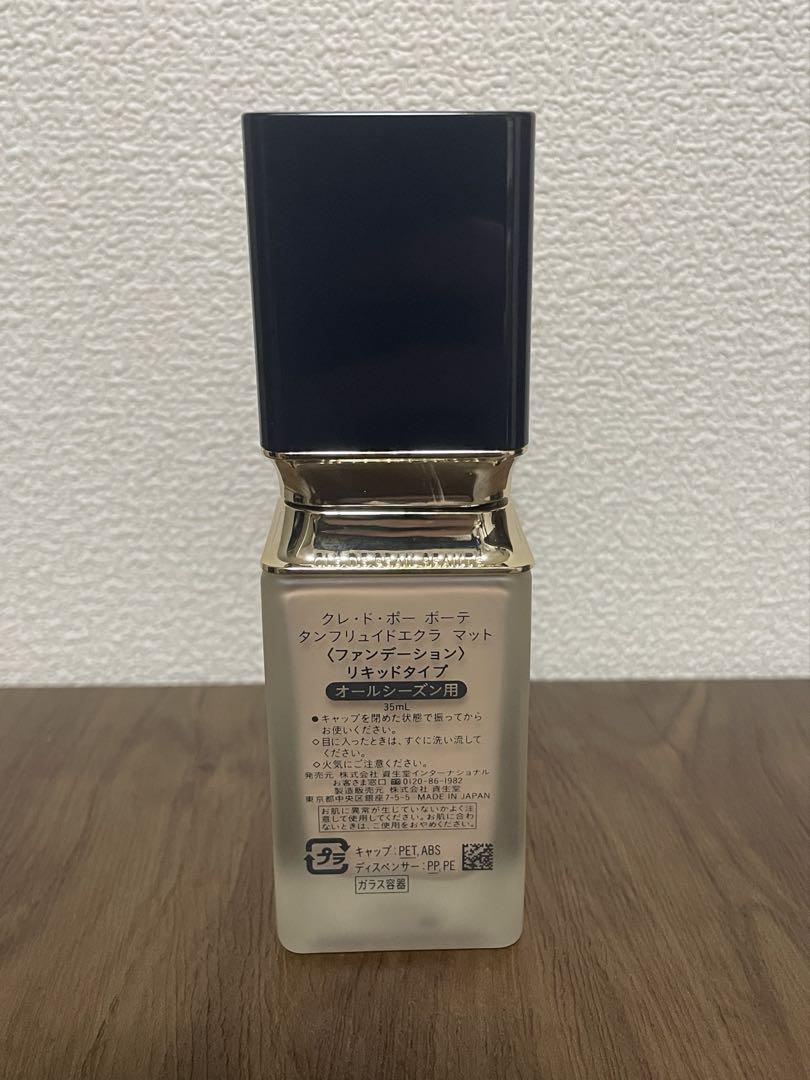 クレ・ド・ポー ボーテ
タンフリュイドエクラ マット
〈ファンデーション〉
リキッドタイプ
オールシーズン用
35mL
●キャップを閉めた状態で振ってから
お使いください。
◇目に入ったときは、すぐに洗い流して
ください。
◇火気にご注意ください。
発売元 株式会社 資生堂インターナショナル
お客さま窓口 0120-86-1982
製造販売元 株式会社 資生堂
東京都中央区銀座7-5-5 MADE IN JAPAN
お肌に異常が生じていないかよく注
意して使用してください。お肌に合わ
ないときは、ご使用をおやめください。
プラ
キャップ:PET,ABS
ディスペンサー:PP,PE
ガラス容器